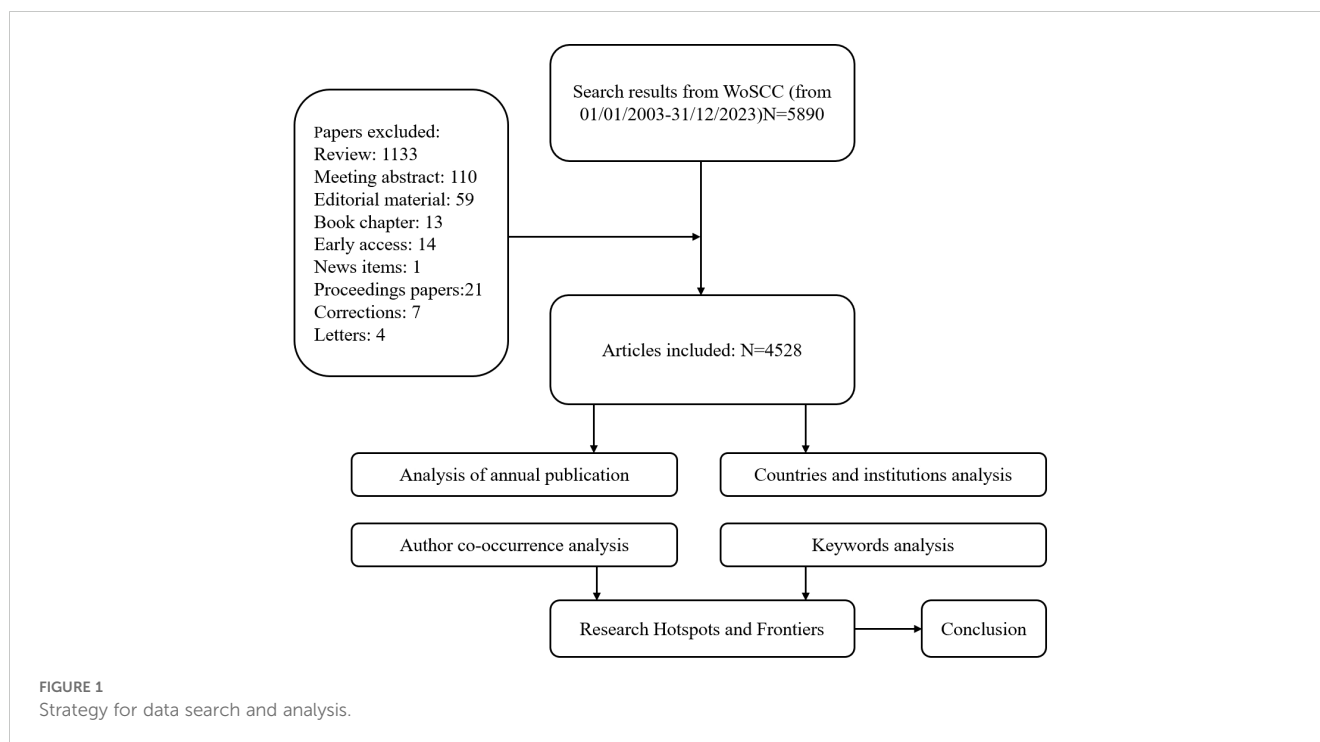 Search results from WoSCC (from
01/01/2003-31/12/2023)N=5890
Papers excluded:
Review: 1133
Meeting abstract: 110
Editorial material: 59
Book chapter: 13
Early access: 14
News items: 1
Proceedings papers:21
Corrections: 7
Letters: 4
Articles included: N=4528
Analysis of annual publication
Countries and institutions analysis
Author co-occurrence analysis
Keywords analysis
Research Hotspots and Frontiers
Conclusion
FIGURE 1
Strategy for data search and analysis.